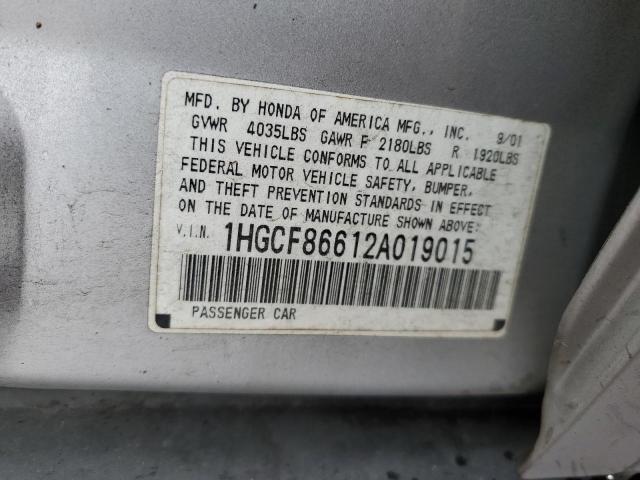 MFD. BY HONDA OF AMERICA MFG., INC. 9/01
GVWR 4035LBS GAWR F 2180LBS R 1920LBS
THIS VEHICLE CONFORMS TO ALL APPLICABLE
FEDERAL MOTOR VEHICLE SAFETY, BUMPER,
AND THEFT PREVENTION STANDARDS IN EFFECT
ON THE DATE OF MANUFACTURE SHOWN ABOVE:
V.I.N. 1HGCF86612A019015
PASSENGER CAR